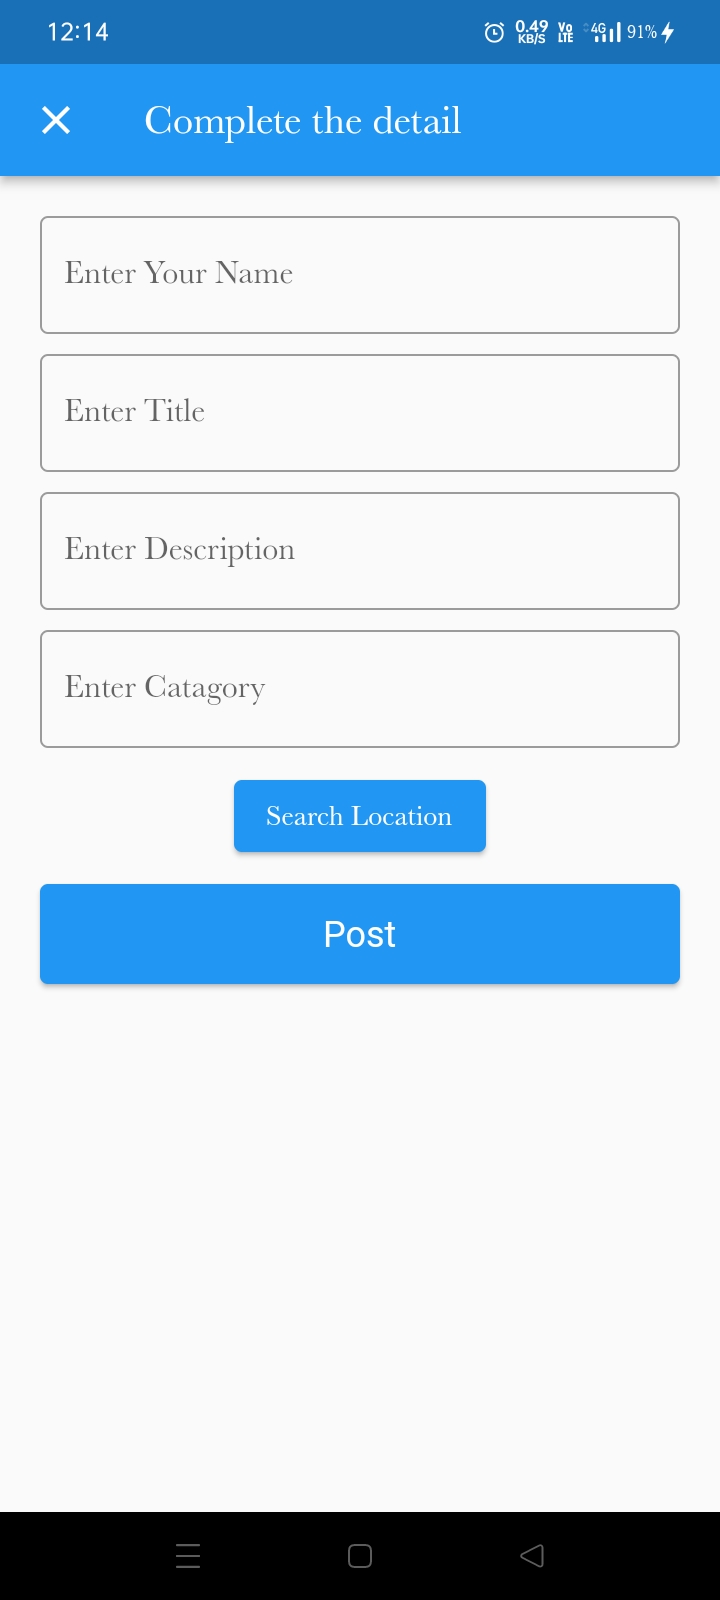 12:14
0.49 KB/S Vo LTE 4G 91%
Complete the detail
Enter Your Name
Enter Title
Enter Description
Enter Catagory
Search Location
Post